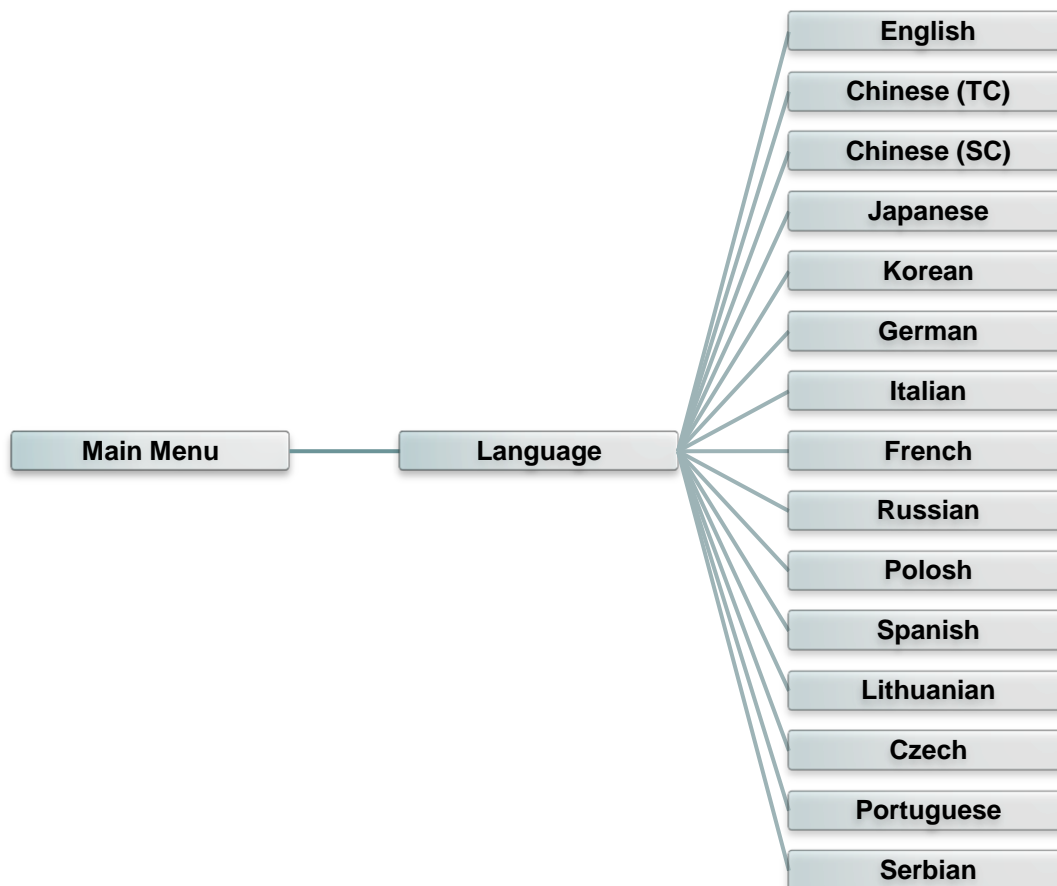 Main Menu
Language
English
Chinese (TC)
Chinese (SC)
Japanese
Korean
German
Italian
French
Russian
Polosh
Spanish
Lithuanian
Czech
Portuguese
Serbian